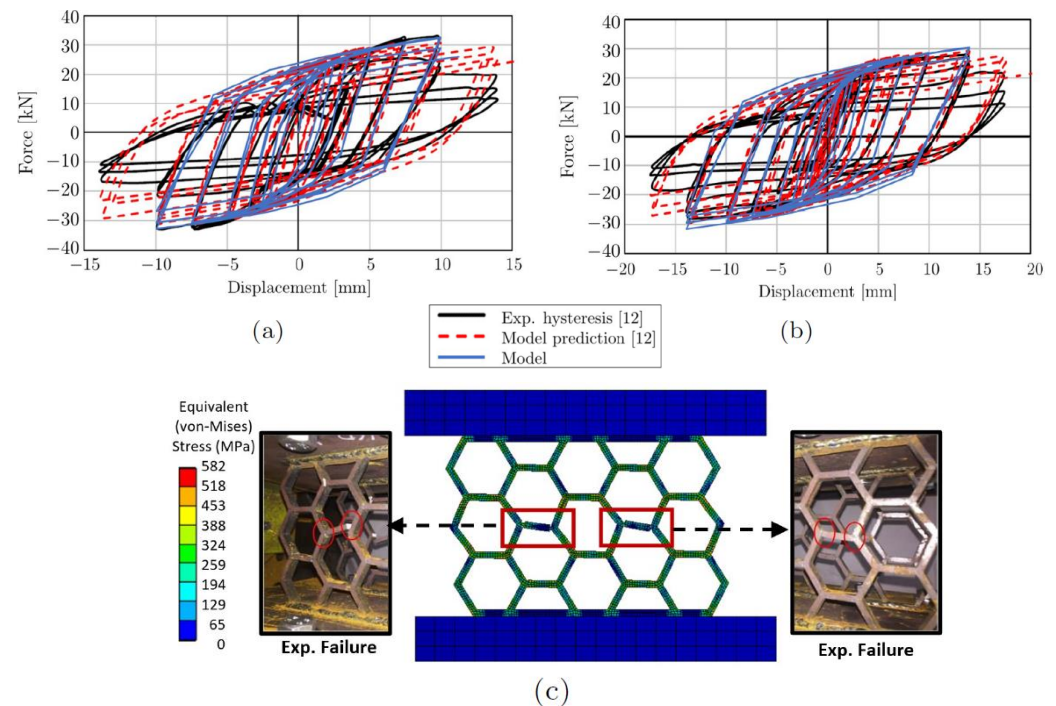 40
30
20
10
0
−10
−20
−30
−40
Force [kN]
−15
−10
−5
0
5
10
15
Displacement [mm]
(a)
40
30
20
10
0
−10
−20
−30
−40
Force [kN]
−20
−15
−10
−5
0
5
10
15
20
Displacement [mm]
(b)
Exp. hysteresis [12]
Model prediction [12]
Model
Equivalent
(von-Mises)
Stress (MPa)
582
518
453
388
324
259
194
129
65
0
Exp. Failure
Exp. Failure
(c)